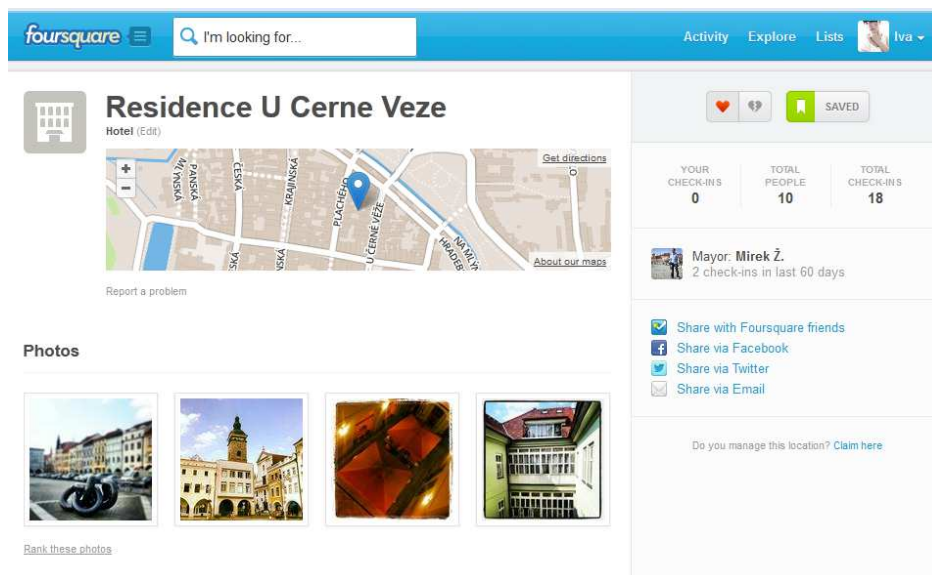 foursquare
I'm looking for...
Activity Explore Lists Iva
Residence U Cerne Veze
Hotel (Edit)
+
−
MLÝNSKÁ
PANSKÁ
ČESKÁ
KRAJINSKÁ
PLACHÉHO
U ČERNÉ VĚŽE
HRADEB
NA MLÝN
SKÁ
SKÁ
Get directions
About our maps
Report a problem
Photos
Rank these photos
SAVED
YOUR CHECK-INS
0
TOTAL PEOPLE
10
TOTAL CHECK-INS
18
Mayor: Mirek Ž.
2 check-ins in last 60 days
Share with Foursquare friends
Share via Facebook
Share via Twitter
Share via Email
Do you manage this location? Claim here